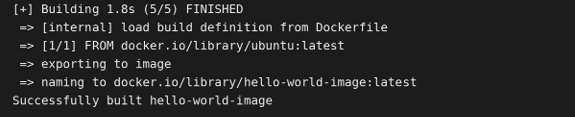 [+] Building 1.8s (5/5) FINISHED
=> [internal] load build definition from Dockerfile
=> [1/1] FROM docker.io/library/ubuntu:latest
=> exporting to image
=> naming to docker.io/library/hello-world-image:latest
Successfully built hello-world-image